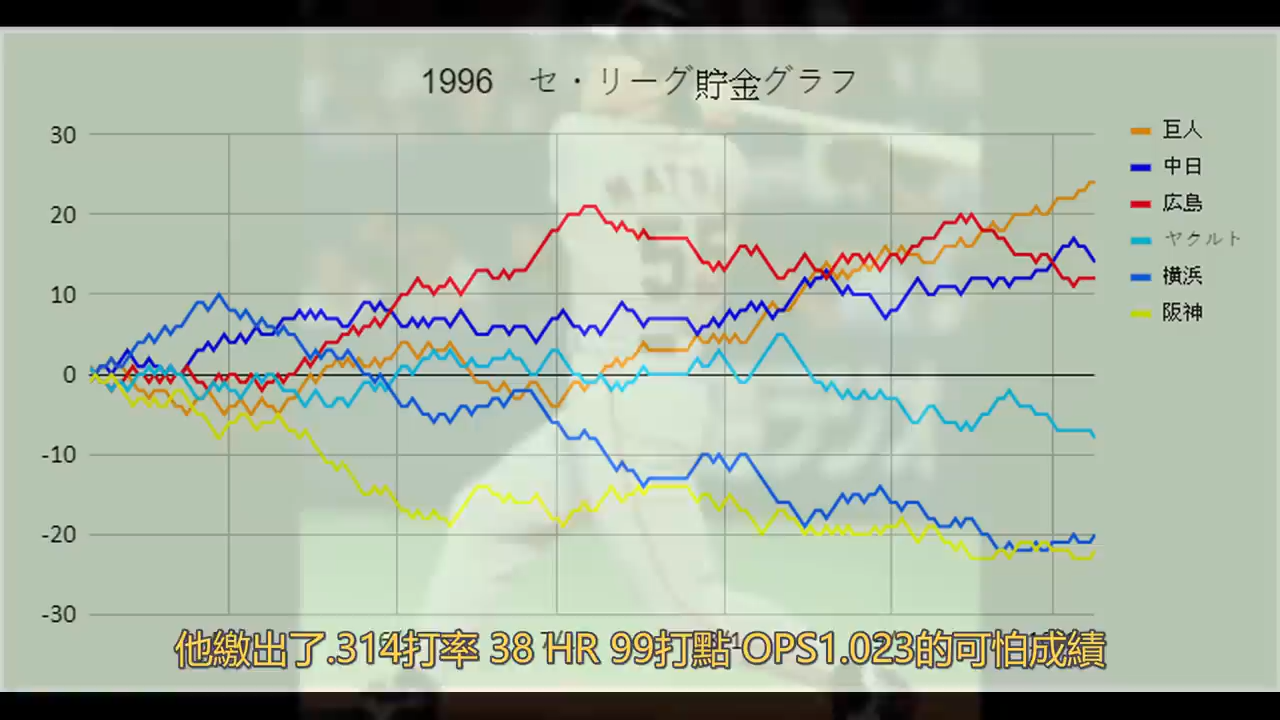 1996 セ・リーグ貯金グラフ
30
20
10
0
-10
-20
-30
巨人
中日
広島
ヤクルト
横浜
阪神
他繳出了.314打率 38 HR 99打點 OPS1.023的可怕成績